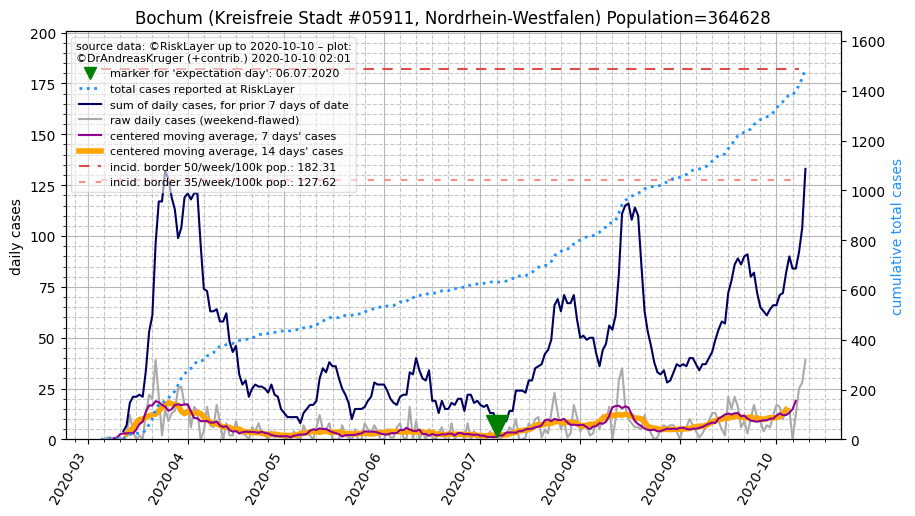 Bochum (Kreisfreie Stadt #05911, Nordrhein-Westfalen) Population=364628
source data: ©RiskLayer up to 2020-10-10 – plot:
©DrAndreasKruger (+contrib.) 2020-10-10 02:01
marker for 'expectation day': 06.07.2020
total cases reported at RiskLayer
sum of daily cases, for prior 7 days of date
raw daily cases (weekend-flawed)
centered moving average, 7 days' cases
centered moving average, 14 days' cases
incid. border 50/week/100k pop.: 182.31
incid. border 35/week/100k pop.: 127.62
daily cases
200
175
150
125
100
75
50
25
0
cumulative total cases
1600
1400
1200
1000
800
600
400
200
0
2020-03
2020-04
2020-05
2020-06
2020-07
2020-08
2020-09
2020-10